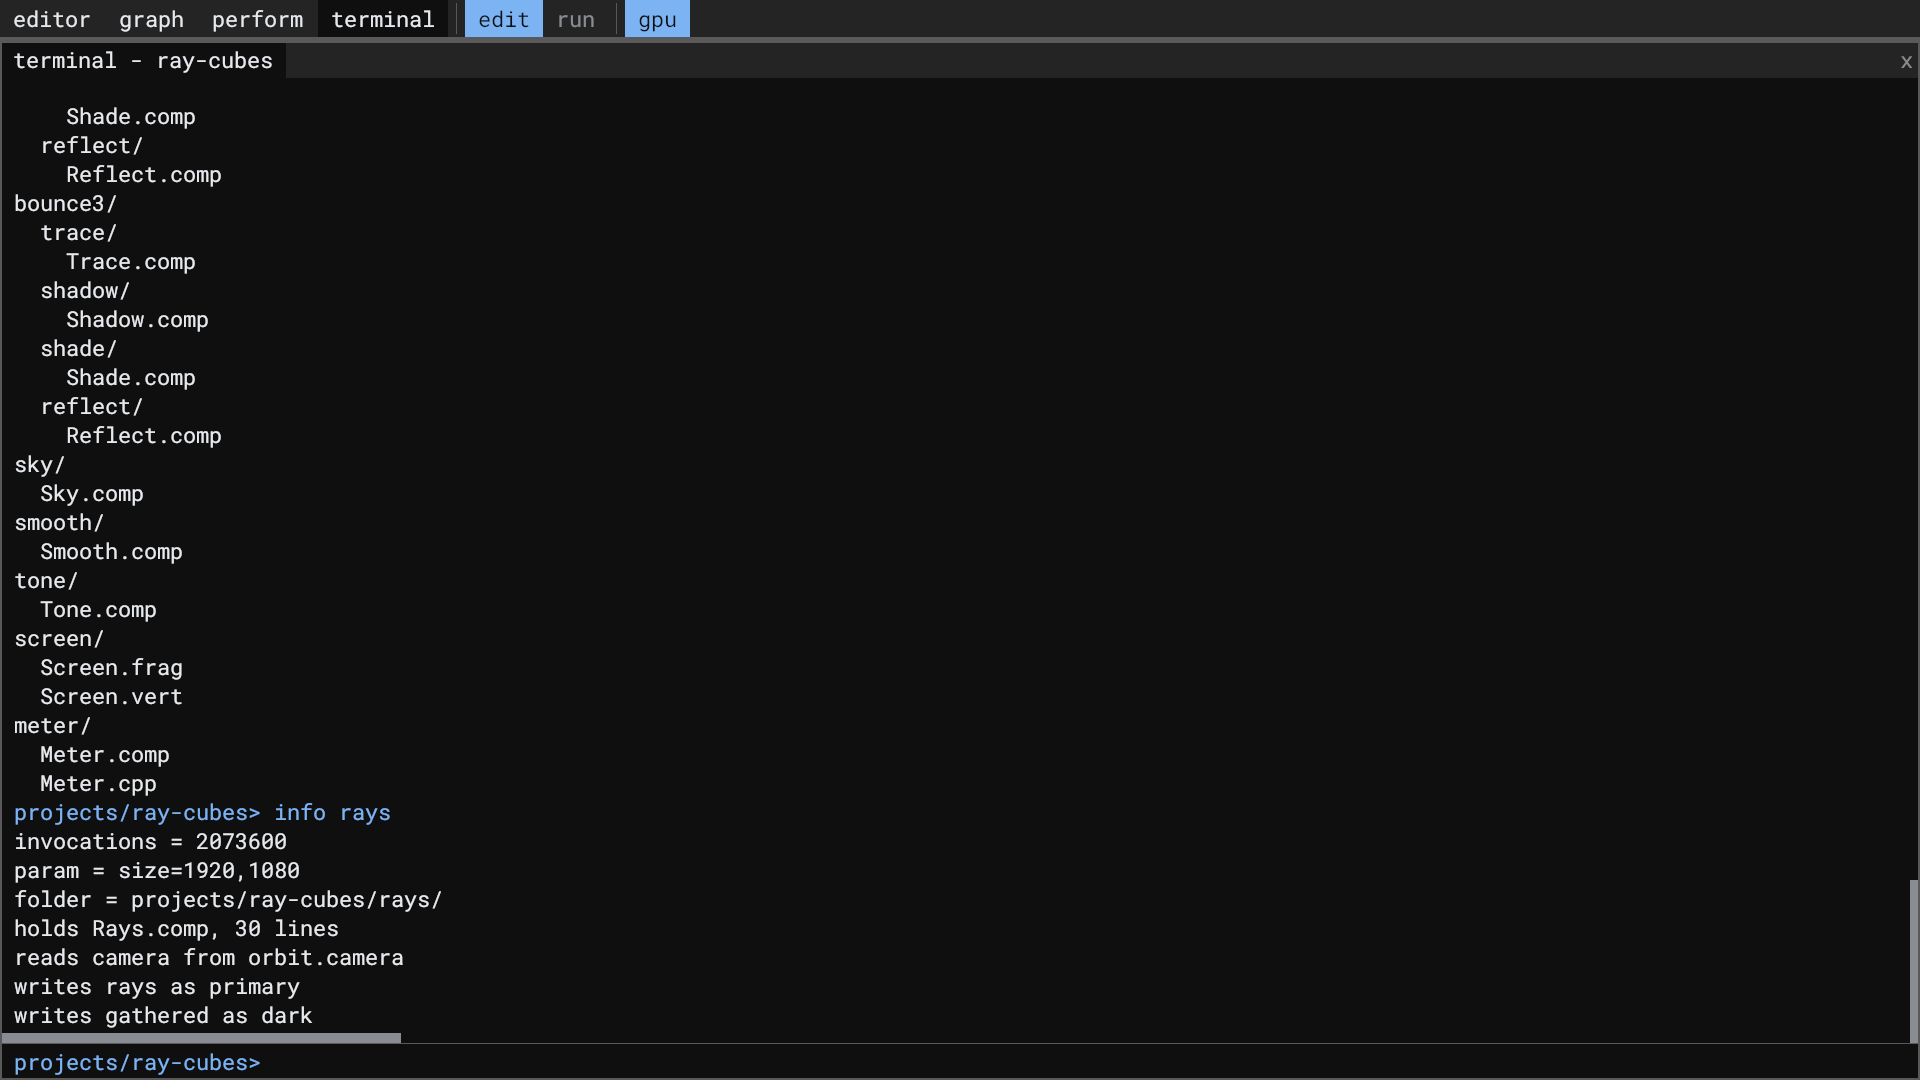 editor graph perform terminal edit run gpu
terminal - ray-cubes x
    Shade.comp
  reflect/
    Reflect.comp
bounce3/
  trace/
    Trace.comp
  shadow/
    Shadow.comp
  shade/
    Shade.comp
  reflect/
    Reflect.comp
sky/
  Sky.comp
smooth/
  Smooth.comp
tone/
  Tone.comp
screen/
  Screen.frag
  Screen.vert
meter/
  Meter.comp
  Meter.cpp
projects/ray-cubes> info rays
invocations = 2073600
param = size=1920,1080
folder = projects/ray-cubes/rays/
holds Rays.comp, 30 lines
reads camera from orbit.camera
writes rays as primary
writes gathered as dark
projects/ray-cubes>